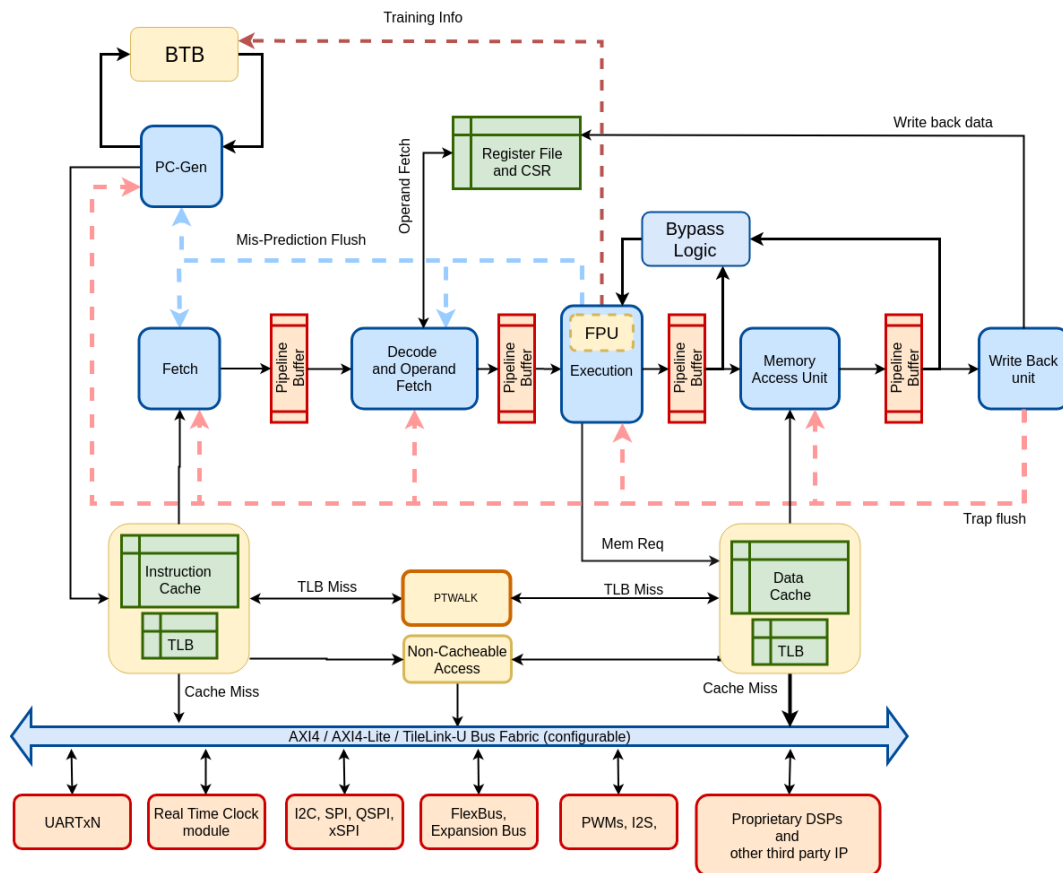 Training Info
BTB
Write back data
PC-Gen
Operand Fetch
Register File
and CSR
Mis-Prediction Flush
Bypass
Logic
Fetch
Pipeline
Buffer
Decode
and Operand
Fetch
Pipeline
Buffer
FPU
Execution
Pipeline
Buffer
Memory
Access Unit
Pipeline
Buffer
Write Back
unit
Trap flush
Mem Req
Instruction
Cache
TLB
TLB Miss
PTWALK
TLB Miss
Data
Cache
TLB
Non-Cacheable
Access
Cache Miss
Cache Miss
AXI4 / AXI4-Lite / TileLink-U Bus Fabric (configurable)
UARTxN
Real Time Clock
module
I2C, SPI, QSPI,
xSPI
FlexBus,
Expansion Bus
PWMs, I2S,
Proprietary DSPs
and
other third party IP